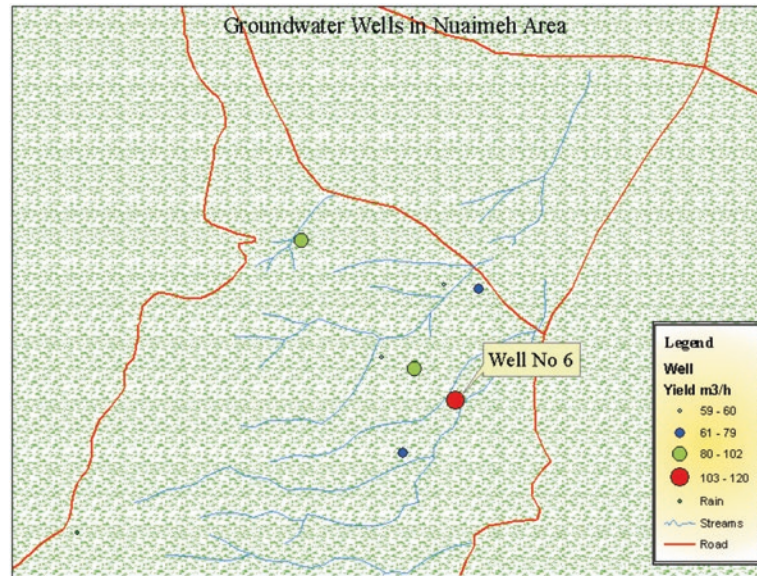 Groundwater Wells in Nuaimeh Area
Well No 6
Legend
Well
Yield m3/h
59 - 60
61 - 79
80 - 102
103 - 120
Rain
Streams
Road